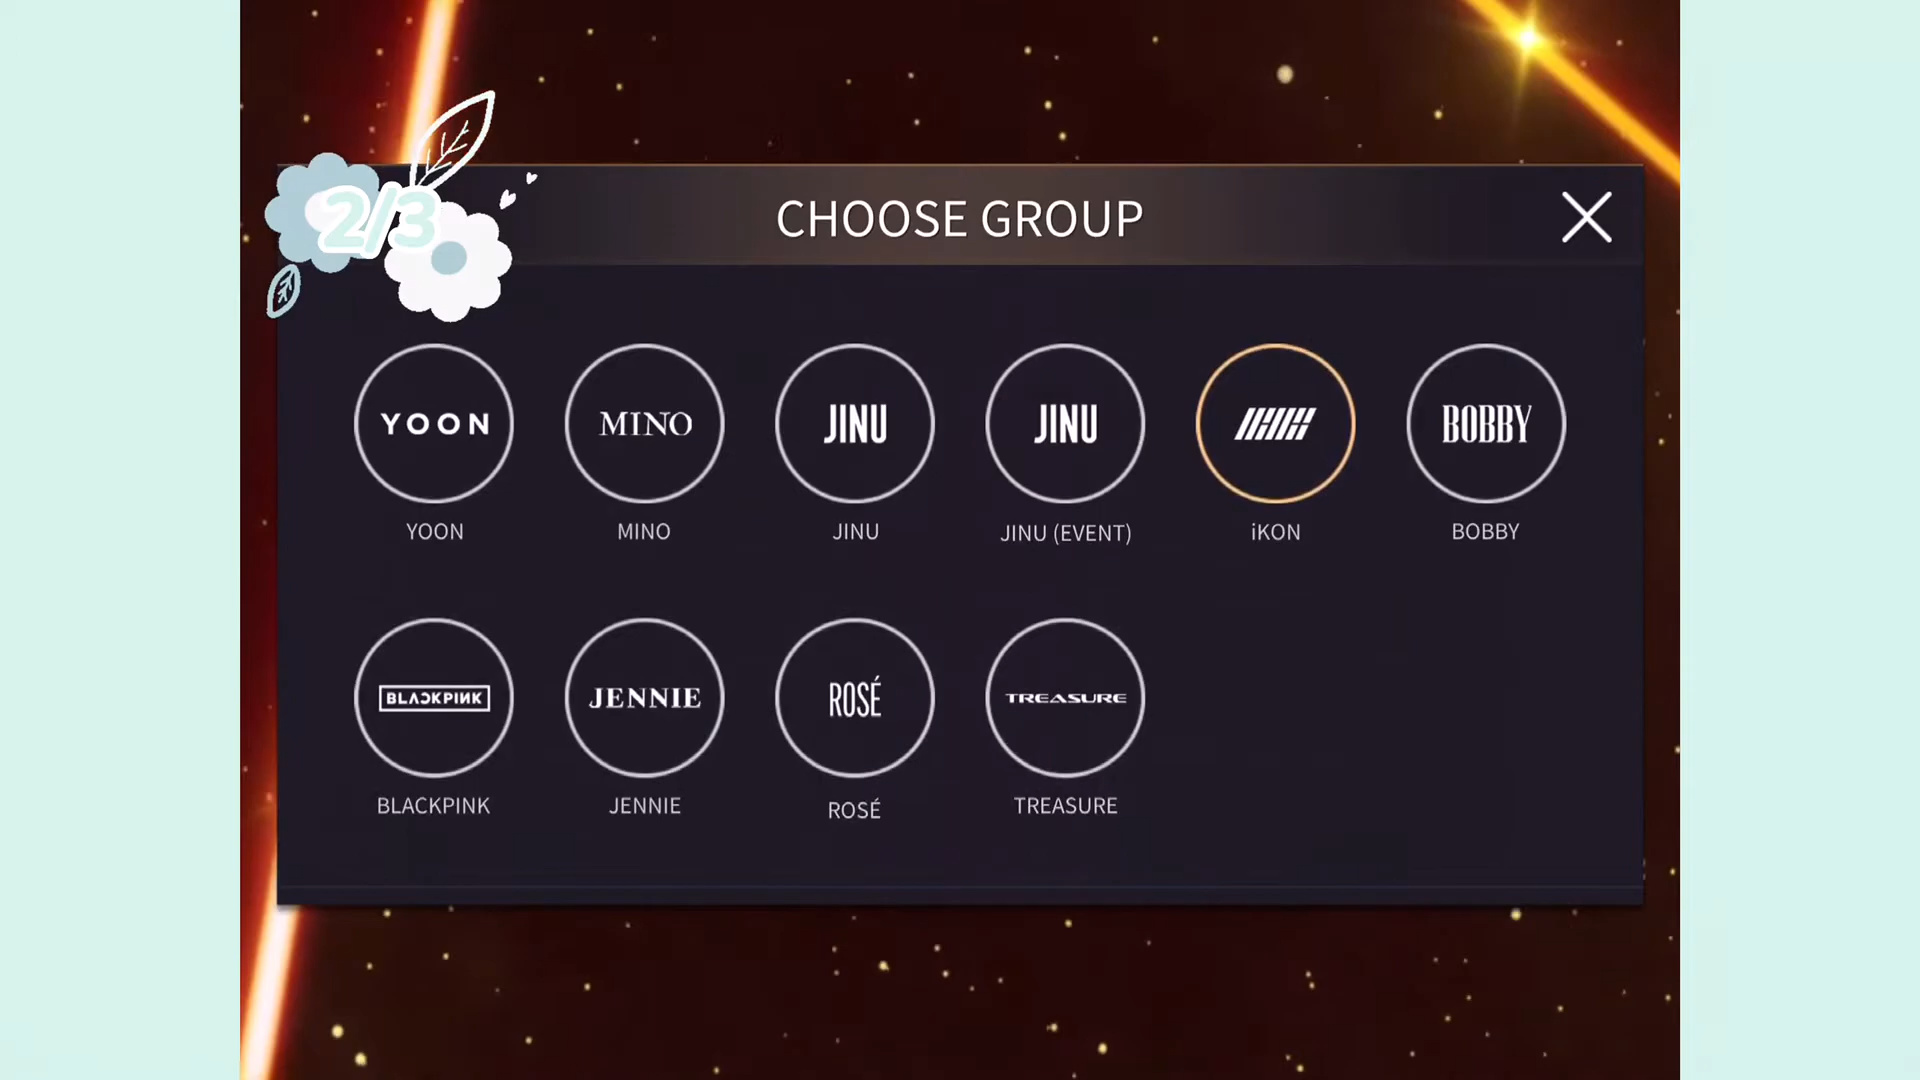 2/3
CHOOSE GROUP
YOON MINO JINU JINU iKON BOBBY
YOON MINO JINU JINU (EVENT) iKON BOBBY
BLACKPINK JENNIE ROSÉ TREASURE
BLACKPINK JENNIE ROSÉ TREASURE